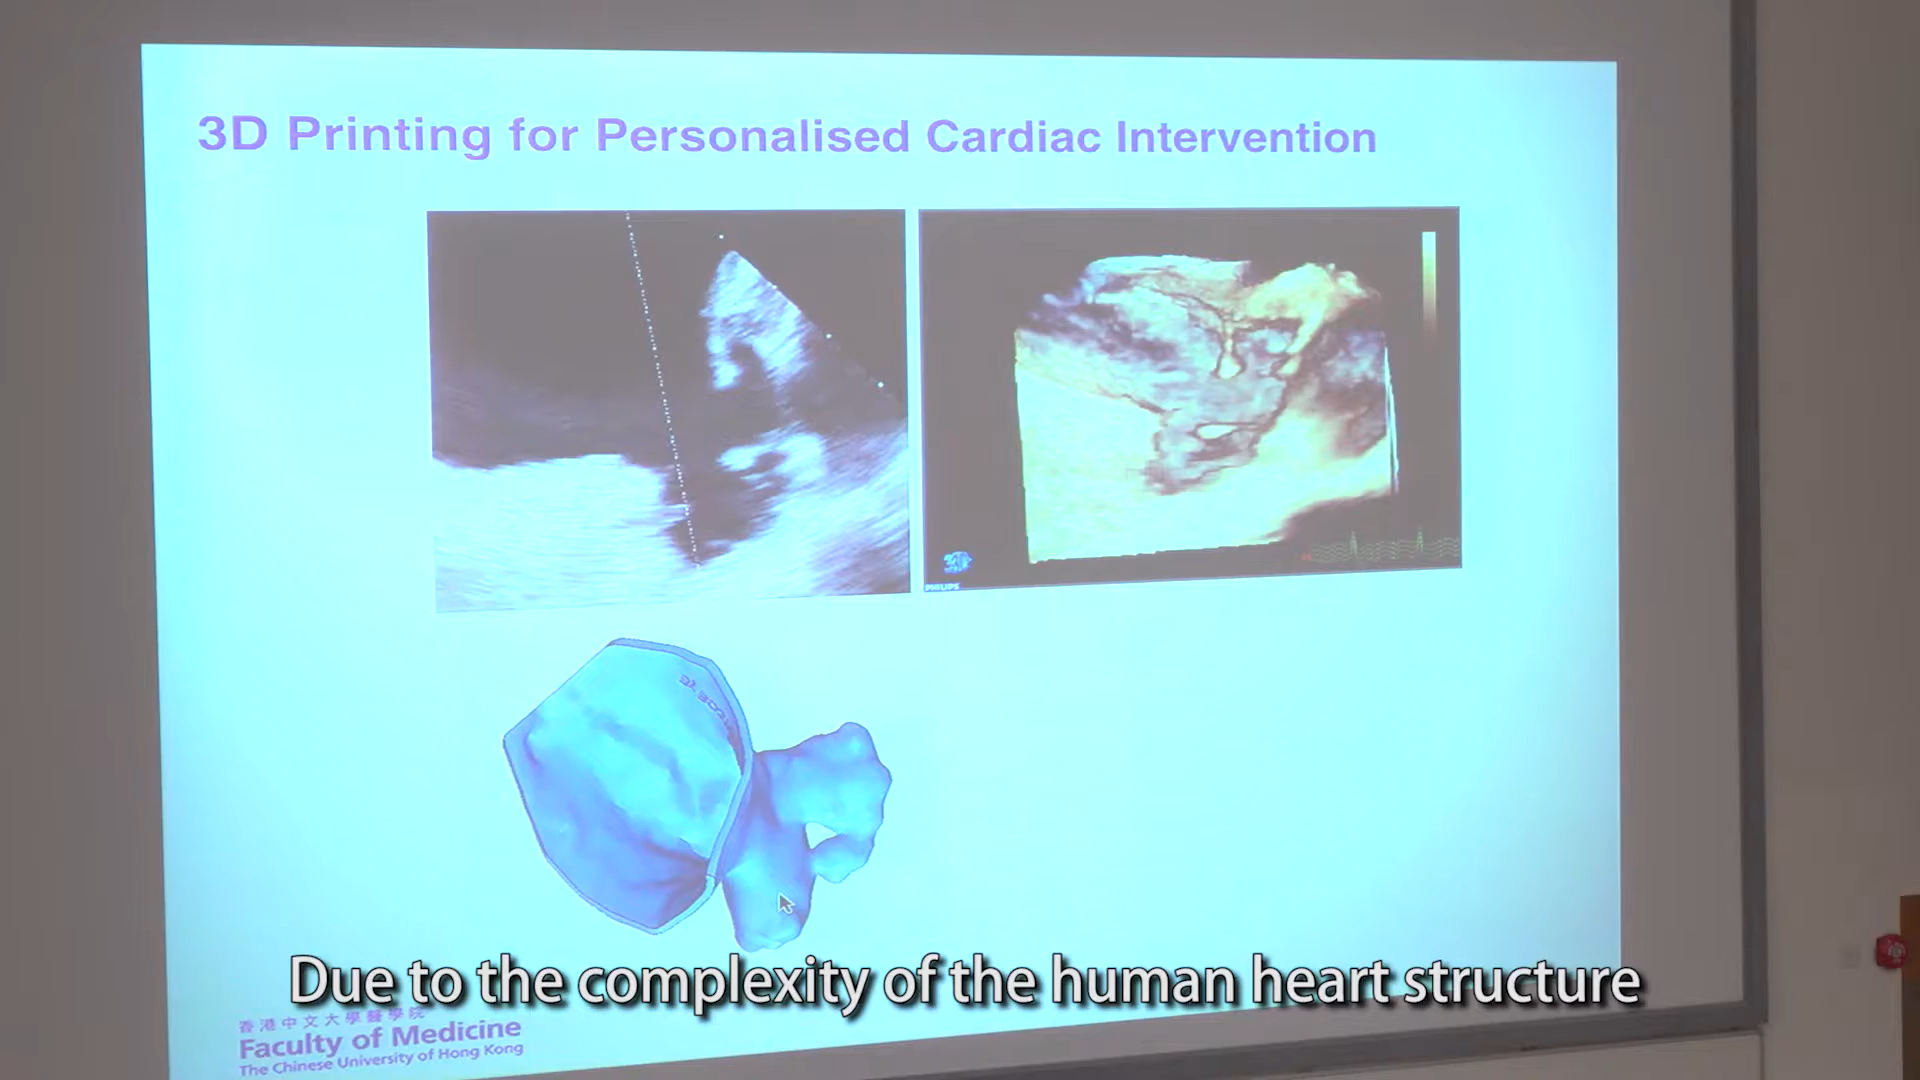 3D Printing for Personalised Cardiac Intervention
PHILIPS
Due to the complexity of the human heart structure
香港中文大學醫學院
Faculty of Medicine
The Chinese University of Hong Kong